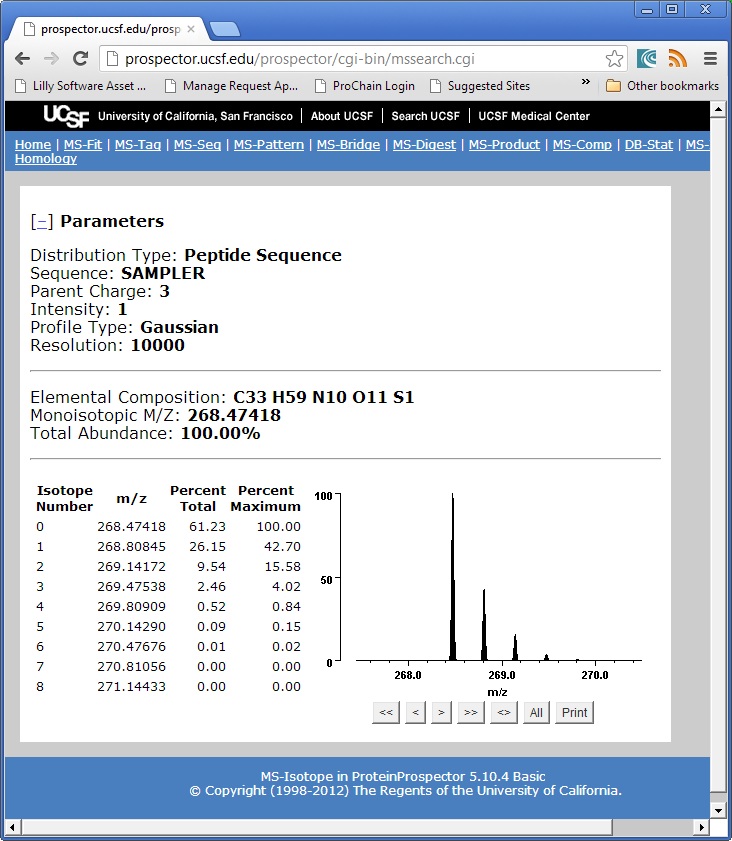 prospector.ucsf.edu/prosp
prospector.ucsf.edu/prospector/cgi-bin/mssearch.cgi
Lilly Software Asset ... Manage Request Ap... ProChain Login Suggested Sites » Other bookmarks
UCSF University of California, San Francisco | About UCSF | Search UCSF | UCSF Medical Center
Home | MS-Fit | MS-Tag | MS-Seq | MS-Pattern | MS-Bridge | MS-Digest | MS-Product | MS-Comp | DB-Stat | MS-
Homology
[−] Parameters
Distribution Type: Peptide Sequence
Sequence: SAMPLER
Parent Charge: 3
Intensity: 1
Profile Type: Gaussian
Resolution: 10000
Elemental Composition: C33 H59 N10 O11 S1
Monoisotopic M/Z: 268.47418
Total Abundance: 100.00%
Isotope Number m/z Percent Total Percent Maximum
0 268.47418 61.23 100.00
1 268.80845 26.15 42.70
2 269.14172 9.54 15.58
3 269.47538 2.46 4.02
4 269.80909 0.52 0.84
5 270.14290 0.09 0.15
6 270.47676 0.01 0.02
7 270.81056 0.00 0.00
8 271.14433 0.00 0.00
100
50
0
268.0 269.0 270.0
m/z
<< < > >> <> All Print
MS-Isotope in ProteinProspector 5.10.4 Basic
© Copyright (1998-2012) The Regents of the University of California.